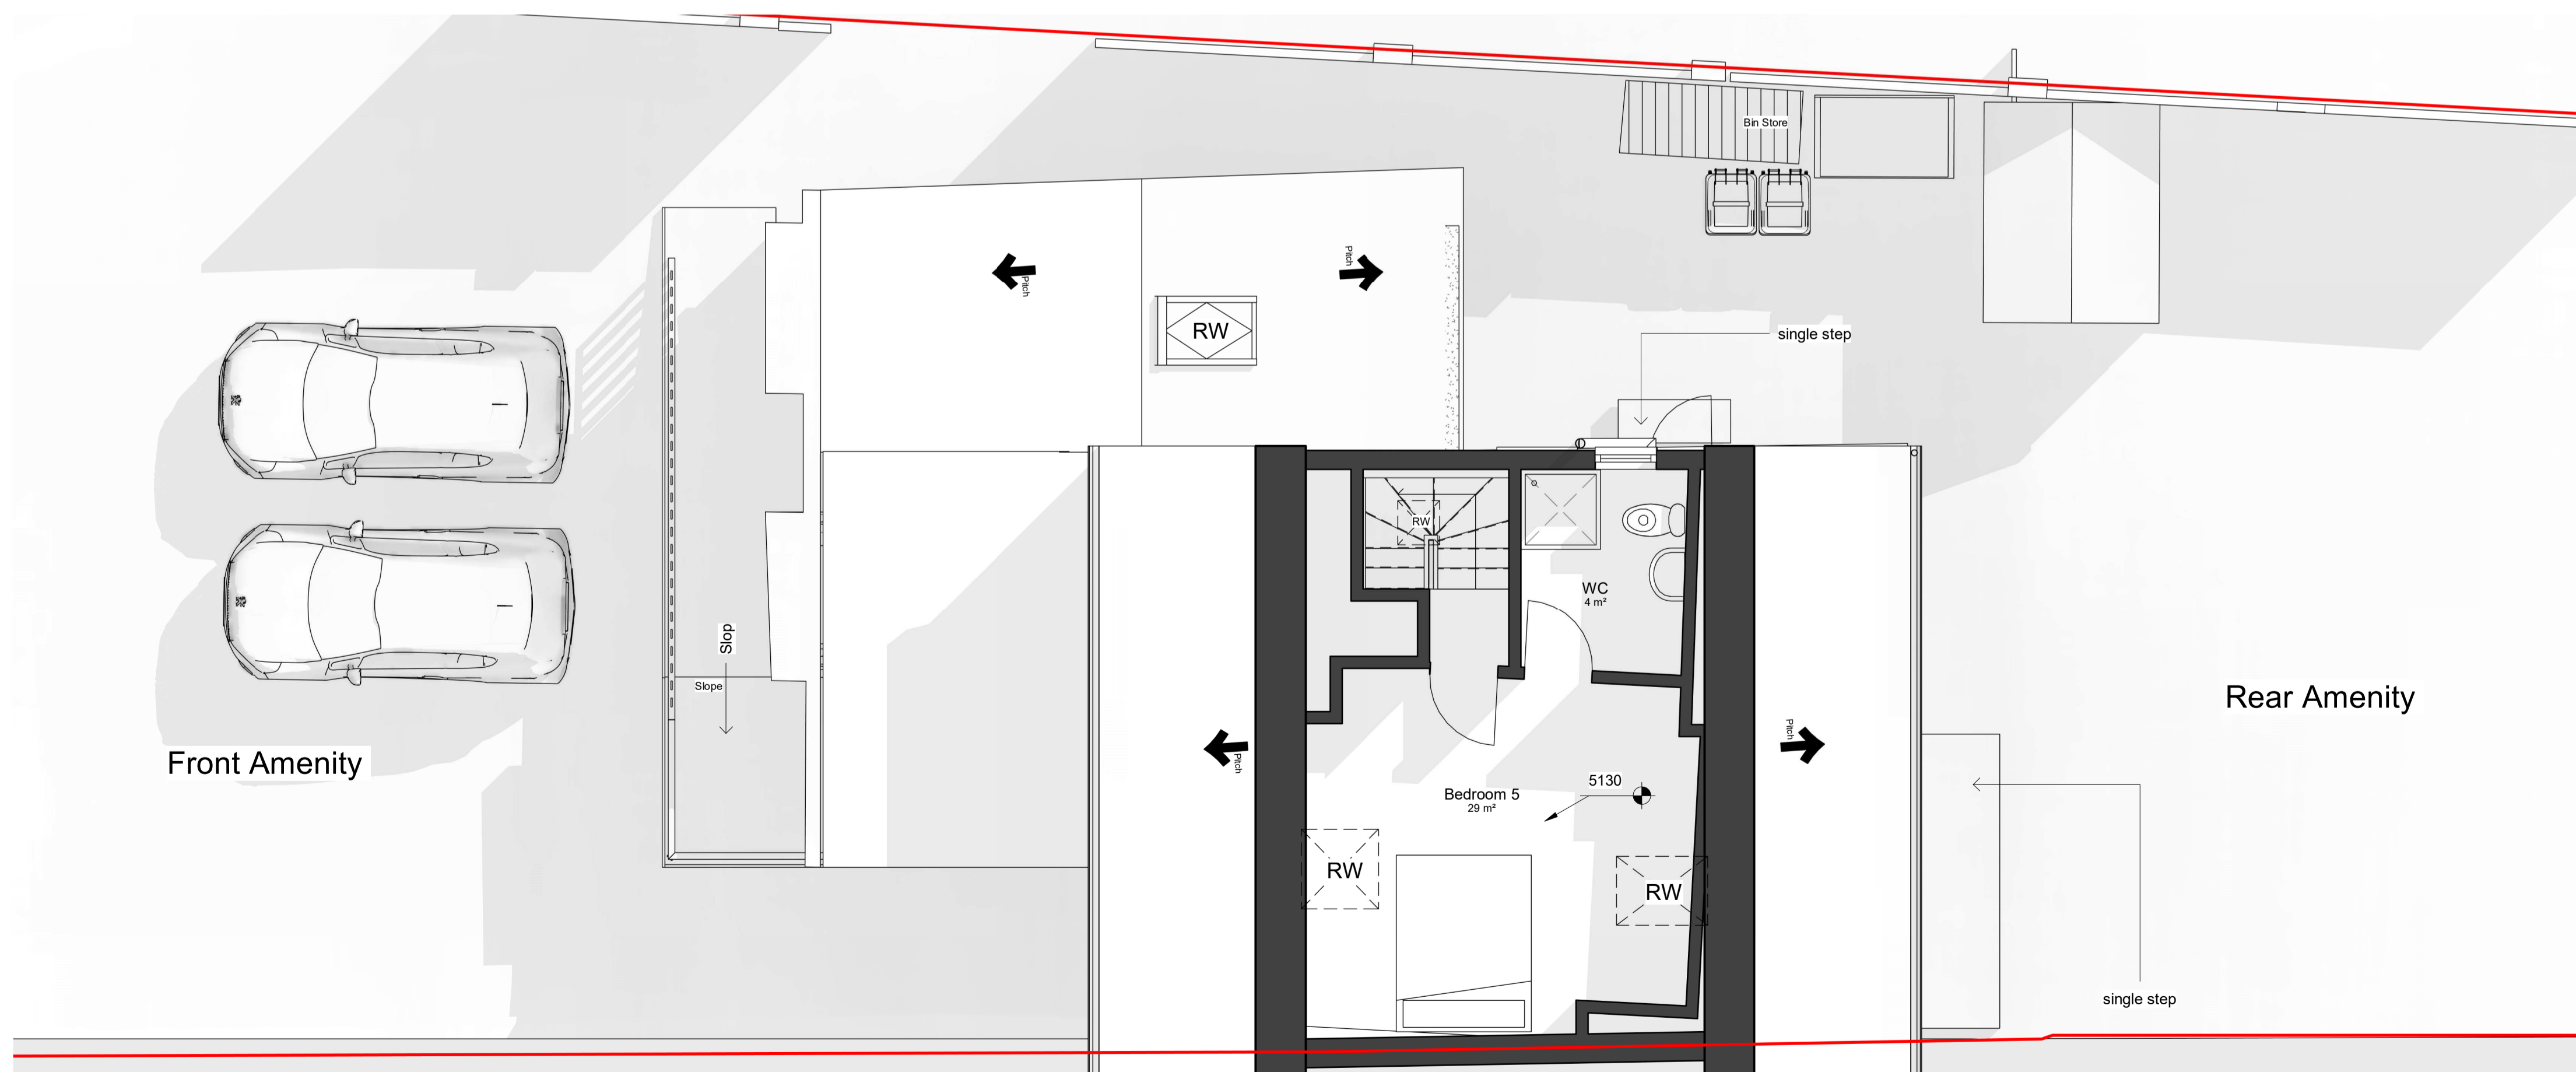 Bin Store
Pitch
Pitch
RW
single step
RW
WC
4 m²
Slop
Slope
Rear Amenity
Front Amenity
Pitch
Pitch
5130
Bedroom 5
29 m²
RW
RW
single step